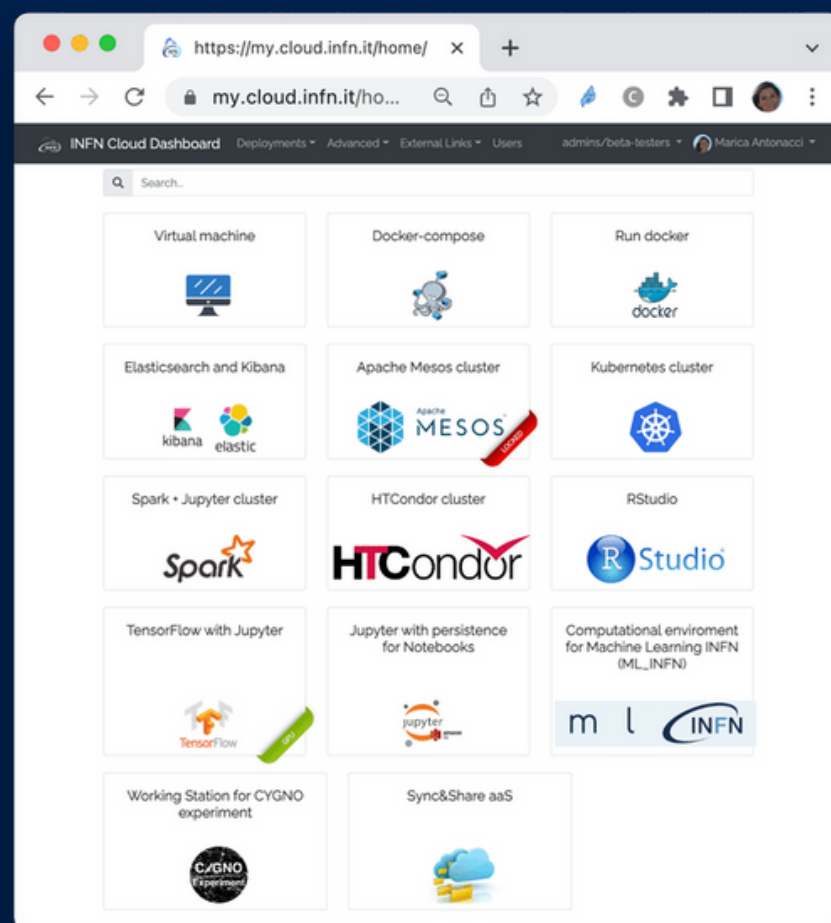 https://my.cloud.infn.it/home/
my.cloud.infn.it/ho...
INFN Cloud Dashboard Deployments Advanced External Links Users admins/beta-testers Marica Antonacci
Search..
Virtual machine
Docker-compose
Run docker
docker
Elasticsearch and Kibana
kibana
elastic
Apache Mesos cluster
Apache
MESOS
LOCKED
Kubernetes cluster
Spark + Jupyter cluster
Spark
HTCondor cluster
HTCondor
RStudio
R Studio
TensorFlow with Jupyter
TensorFlow
GPU
Jupyter with persistence
for Notebooks
jupyter
Computational enviroment
for Machine Learning INFN
(ML_INFN)
m l INFN
Working Station for CYGNO
experiment
CYGNO
Experiment
Sync&Share aaS